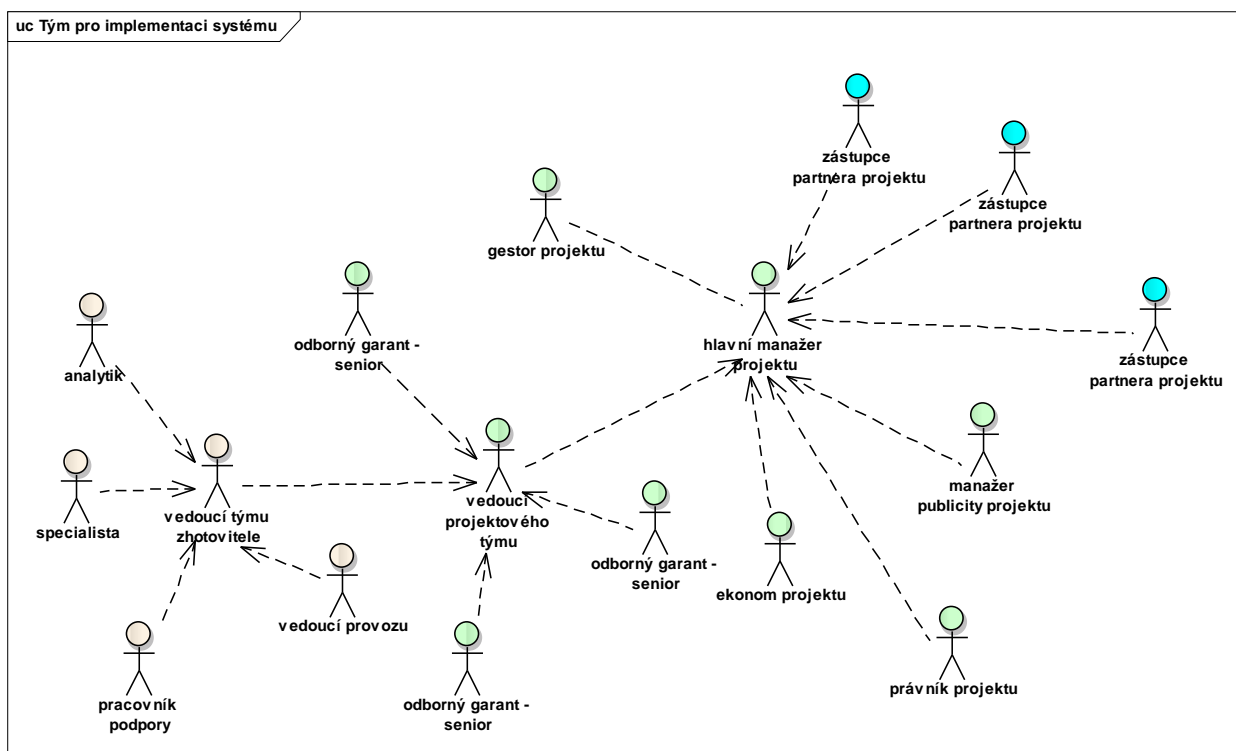 uc Tým pro implementaci systému
zástupce
partnera projektu
zástupce
partnera projektu
gestor projektu
odborný garant -
senior
hlavní manažer
projektu
zástupce
partnera projektu
analytik
manažer
publicity projektu
specialista
vedoucí týmu
zhotovitele
vedoucí
projektového
týmu
odborný garant -
senior
ekonom projektu
vedoucí provozu
právník projektu
pracovník
podpory
odborný garant -
senior